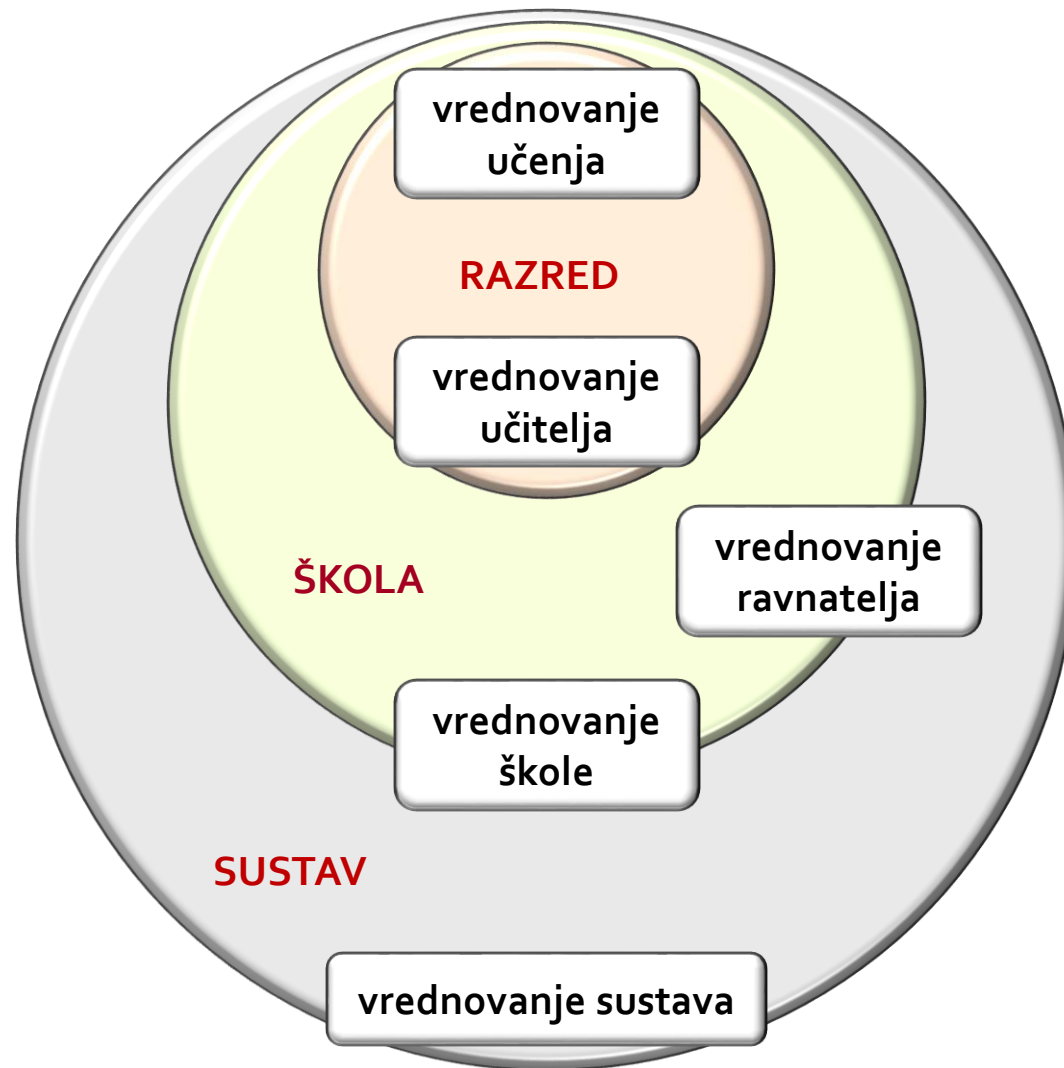 vrednovanje
učenja
RAZRED
vrednovanje
učitelja
vrednovanje
ravnatelja
ŠKOLA
vrednovanje
škole
SUSTAV
vrednovanje sustava